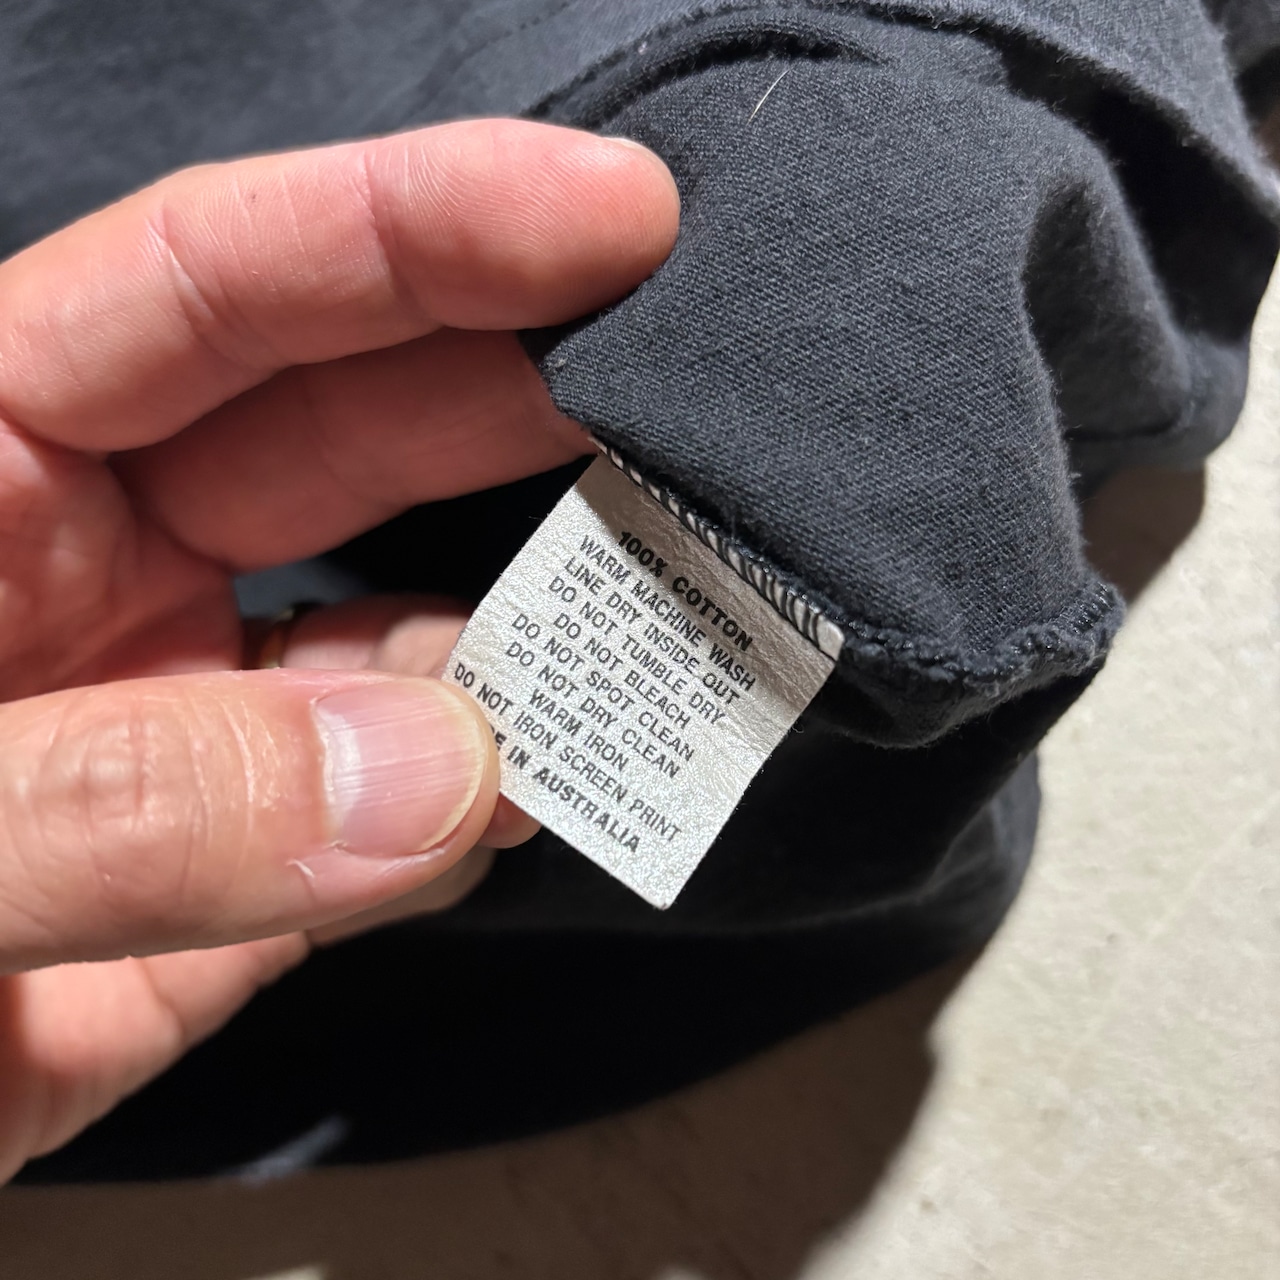 100% COTTON
WARM MACHINE WASH
LINE DRY INSIDE OUT
DO NOT TUMBLE DRY
DO NOT BLEACH
DO NOT SPOT CLEAN
DO NOT DRY CLEAN
WARM IRON
DO NOT IRON SCREEN PRINT
IN AUSTRALIA